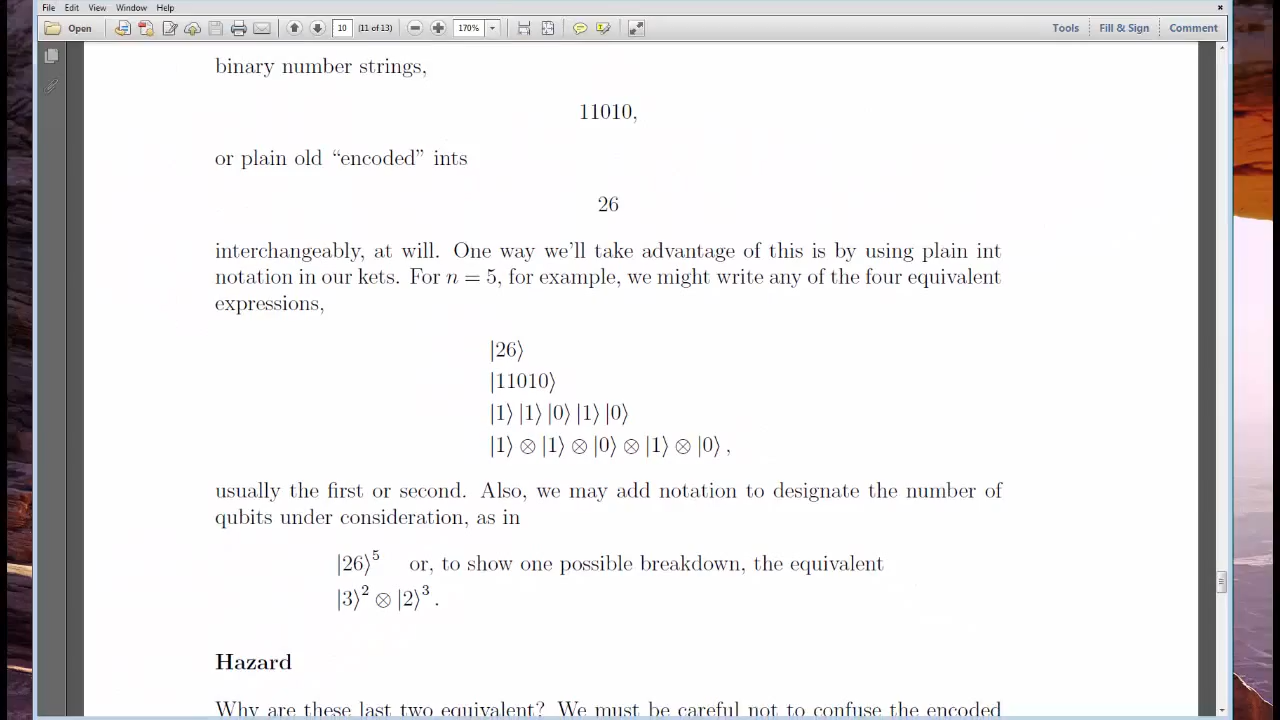 File Edit View Window Help
Open 10 (11 of 13) 170% Tools Fill & Sign Comment
binary number strings,
11010,
or plain old “encoded” ints
26
interchangeably, at will. One way we’ll take advantage of this is by using plain int
notation in our kets. For n = 5, for example, we might write any of the four equivalent
expressions,
|26⟩
|11010⟩
|1⟩ |1⟩ |0⟩ |1⟩ |0⟩
|1⟩ ⊗ |1⟩ ⊗ |0⟩ ⊗ |1⟩ ⊗ |0⟩ ,
usually the first or second. Also, we may add notation to designate the number of
qubits under consideration, as in
|26⟩⁵ or, to show one possible breakdown, the equivalent
|3⟩² ⊗ |2⟩³ .
Hazard
Why are these last two equivalent? We must be careful not to confuse the encoded